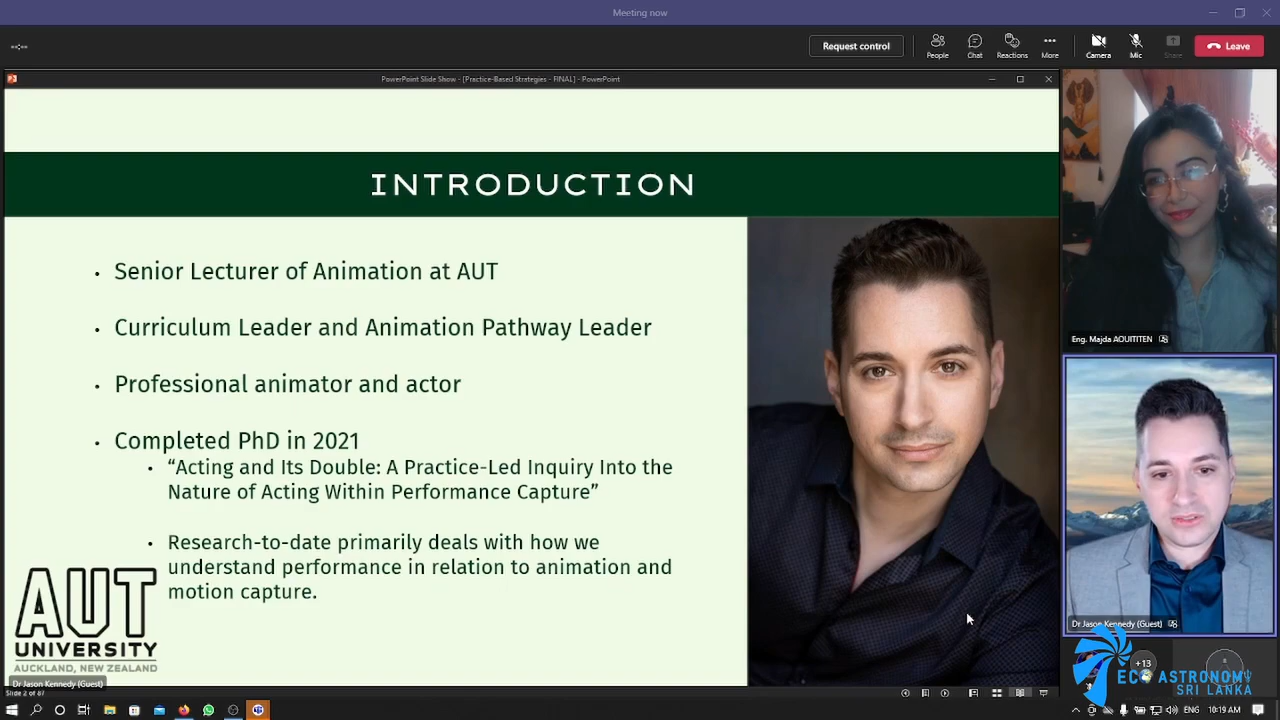 Meeting now
Request control
People
Chat
Reactions
More
Camera
Mic
Share
Leave
PowerPoint Slide Show - [Practice-Based Strategies - FINAL] - PowerPoint
INTRODUCTION
• Senior Lecturer of Animation at AUT
• Curriculum Leader and Animation Pathway Leader
• Professional animator and actor
• Completed PhD in 2021
• “Acting and Its Double: A Practice-Led Inquiry Into the
Nature of Acting Within Performance Capture”
• Research-to-date primarily deals with how we
understand performance in relation to animation and
motion capture.
AUT
UNIVERSITY
AUCKLAND, NEW ZEALAND
Dr Jason Kennedy (Guest)
Slide 2 of 87
Eng. Majda AOUITITEN
Dr Jason Kennedy (Guest)
+13
ASTRONOMY
SRI LANKA
ENG
10:19 AM